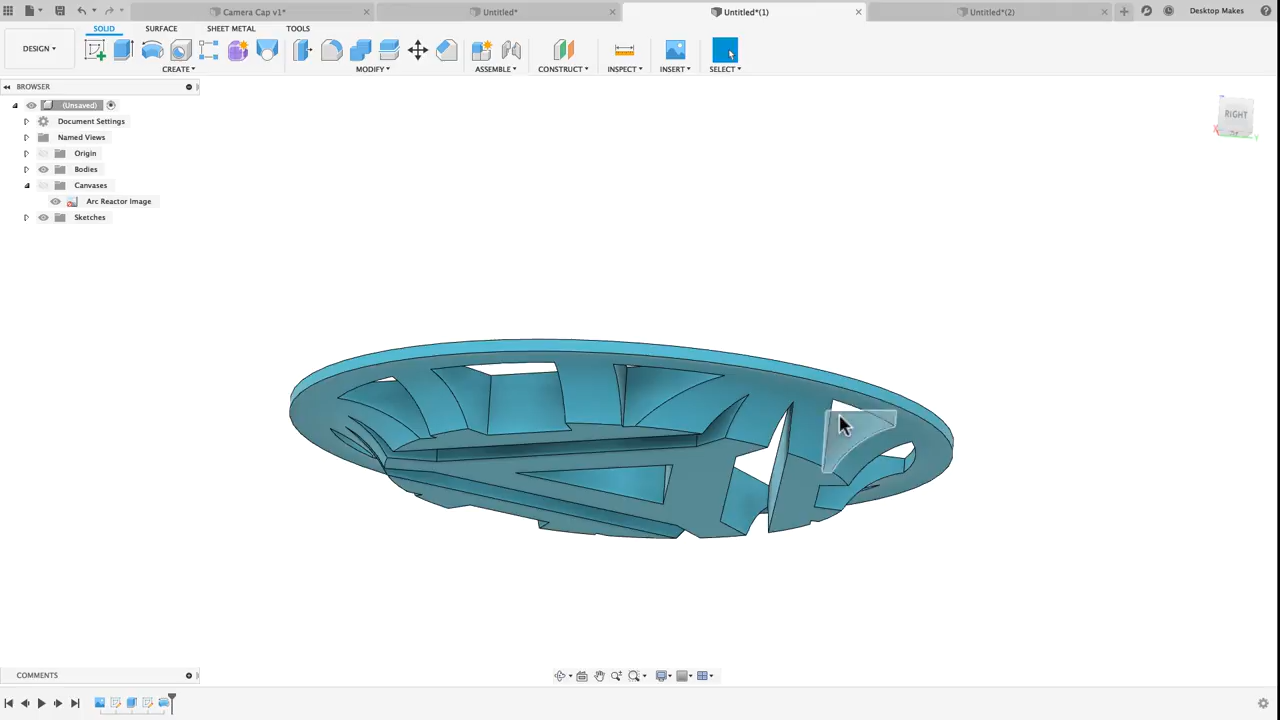 Camera Cap v1*
Untitled*
Untitled*(1)
Untitled*(2)
Desktop Makes
SOLID
SURFACE
SHEET METAL
TOOLS
DESIGN
CREATE
MODIFY
ASSEMBLE
CONSTRUCT
INSPECT
INSERT
SELECT
BROWSER
(Unsaved)
Document Settings
Named Views
Origin
Bodies
Canvases
Arc Reactor Image
Sketches
RIGHT
X
Y
COMMENTS